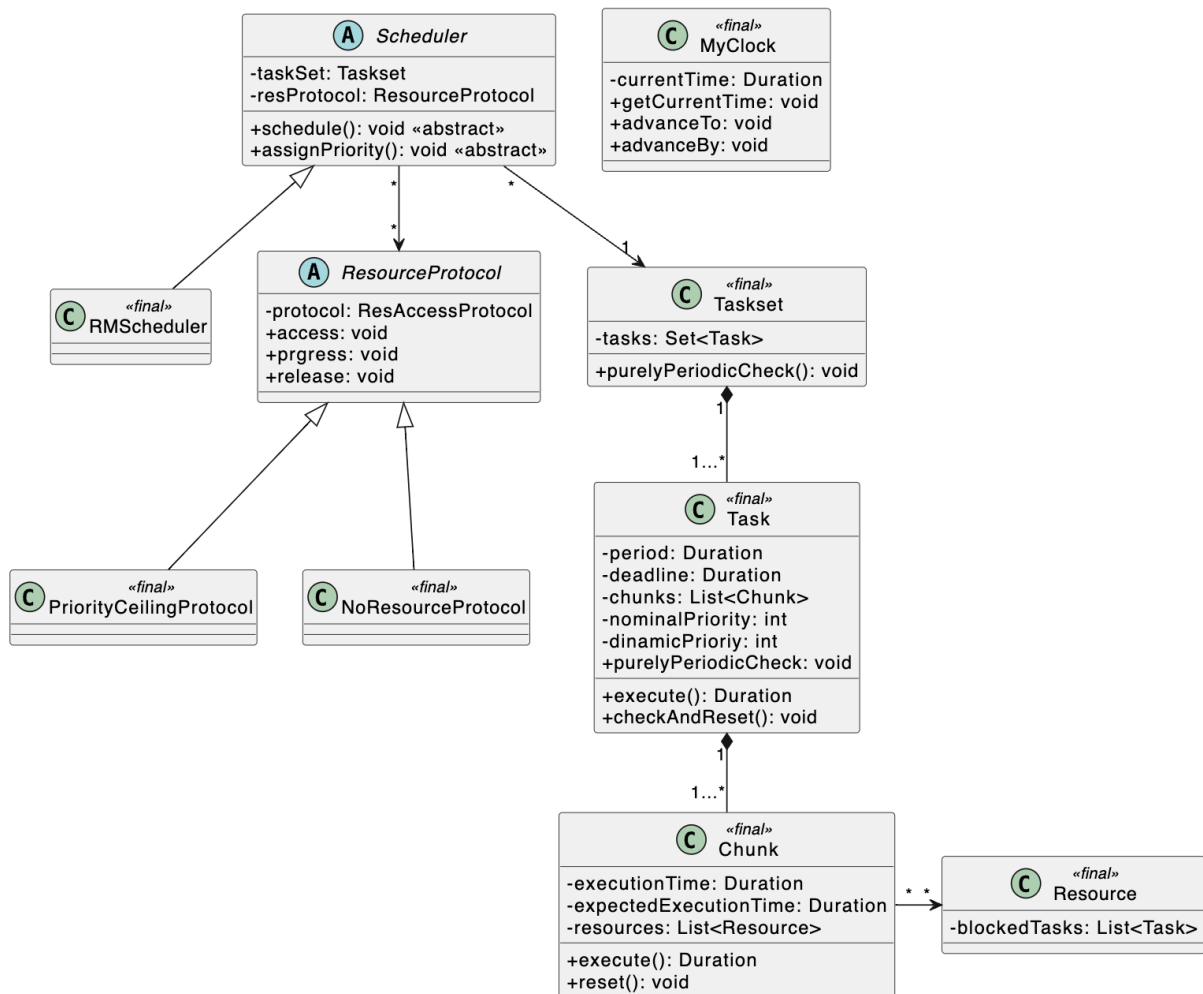 A Scheduler
-taskSet: Taskset
-resProtocol: ResourceProtocol
+schedule(): void «abstract»
+assignPriority(): void «abstract»
C «final»
MyClock
-currentTime: Duration
+getCurrentTime: void
+advanceTo: void
+advanceBy: void
*
*
*
1
C «final»
RMScheduler
A ResourceProtocol
-protocol: ResAccessProtocol
+access: void
+prgress: void
+release: void
C «final»
Taskset
-tasks: Set<Task>
+purelyPeriodicCheck(): void
1
1...*
C «final»
PriorityCeilingProtocol
C «final»
NoResourceProtocol
C «final»
Task
-period: Duration
-deadline: Duration
-chunks: List<Chunk>
-nominalPriority: int
-dinamicPrioriy: int
+purelyPeriodicCheck: void
+execute(): Duration
+checkAndReset(): void
1
1...*
C «final»
Chunk
-executionTime: Duration
-expectedExecutionTime: Duration
-resources: List<Resource>
+execute(): Duration
+reset(): void
* *
C «final»
Resource
-blockedTasks: List<Task>